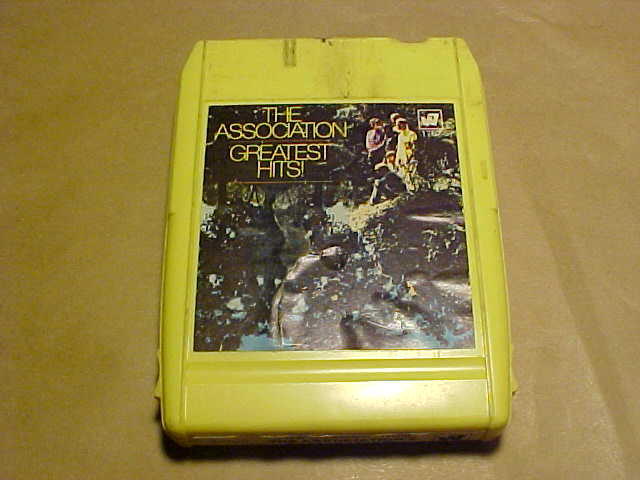 THE
ASSOCIATION
GREATEST
HITS!